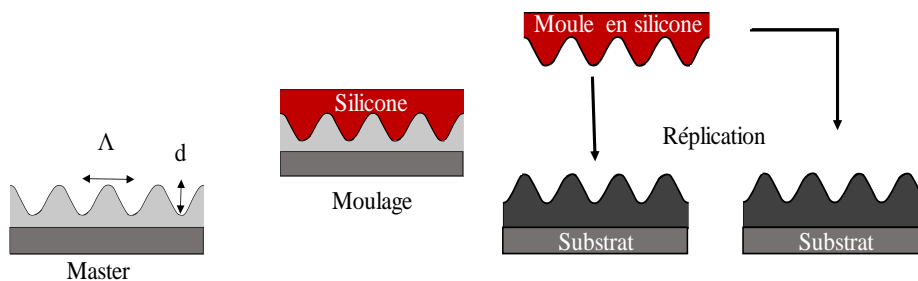 Λ
d
Master
Silicone
Moulage
Moule en silicone
Réplication
Substrat
Substrat